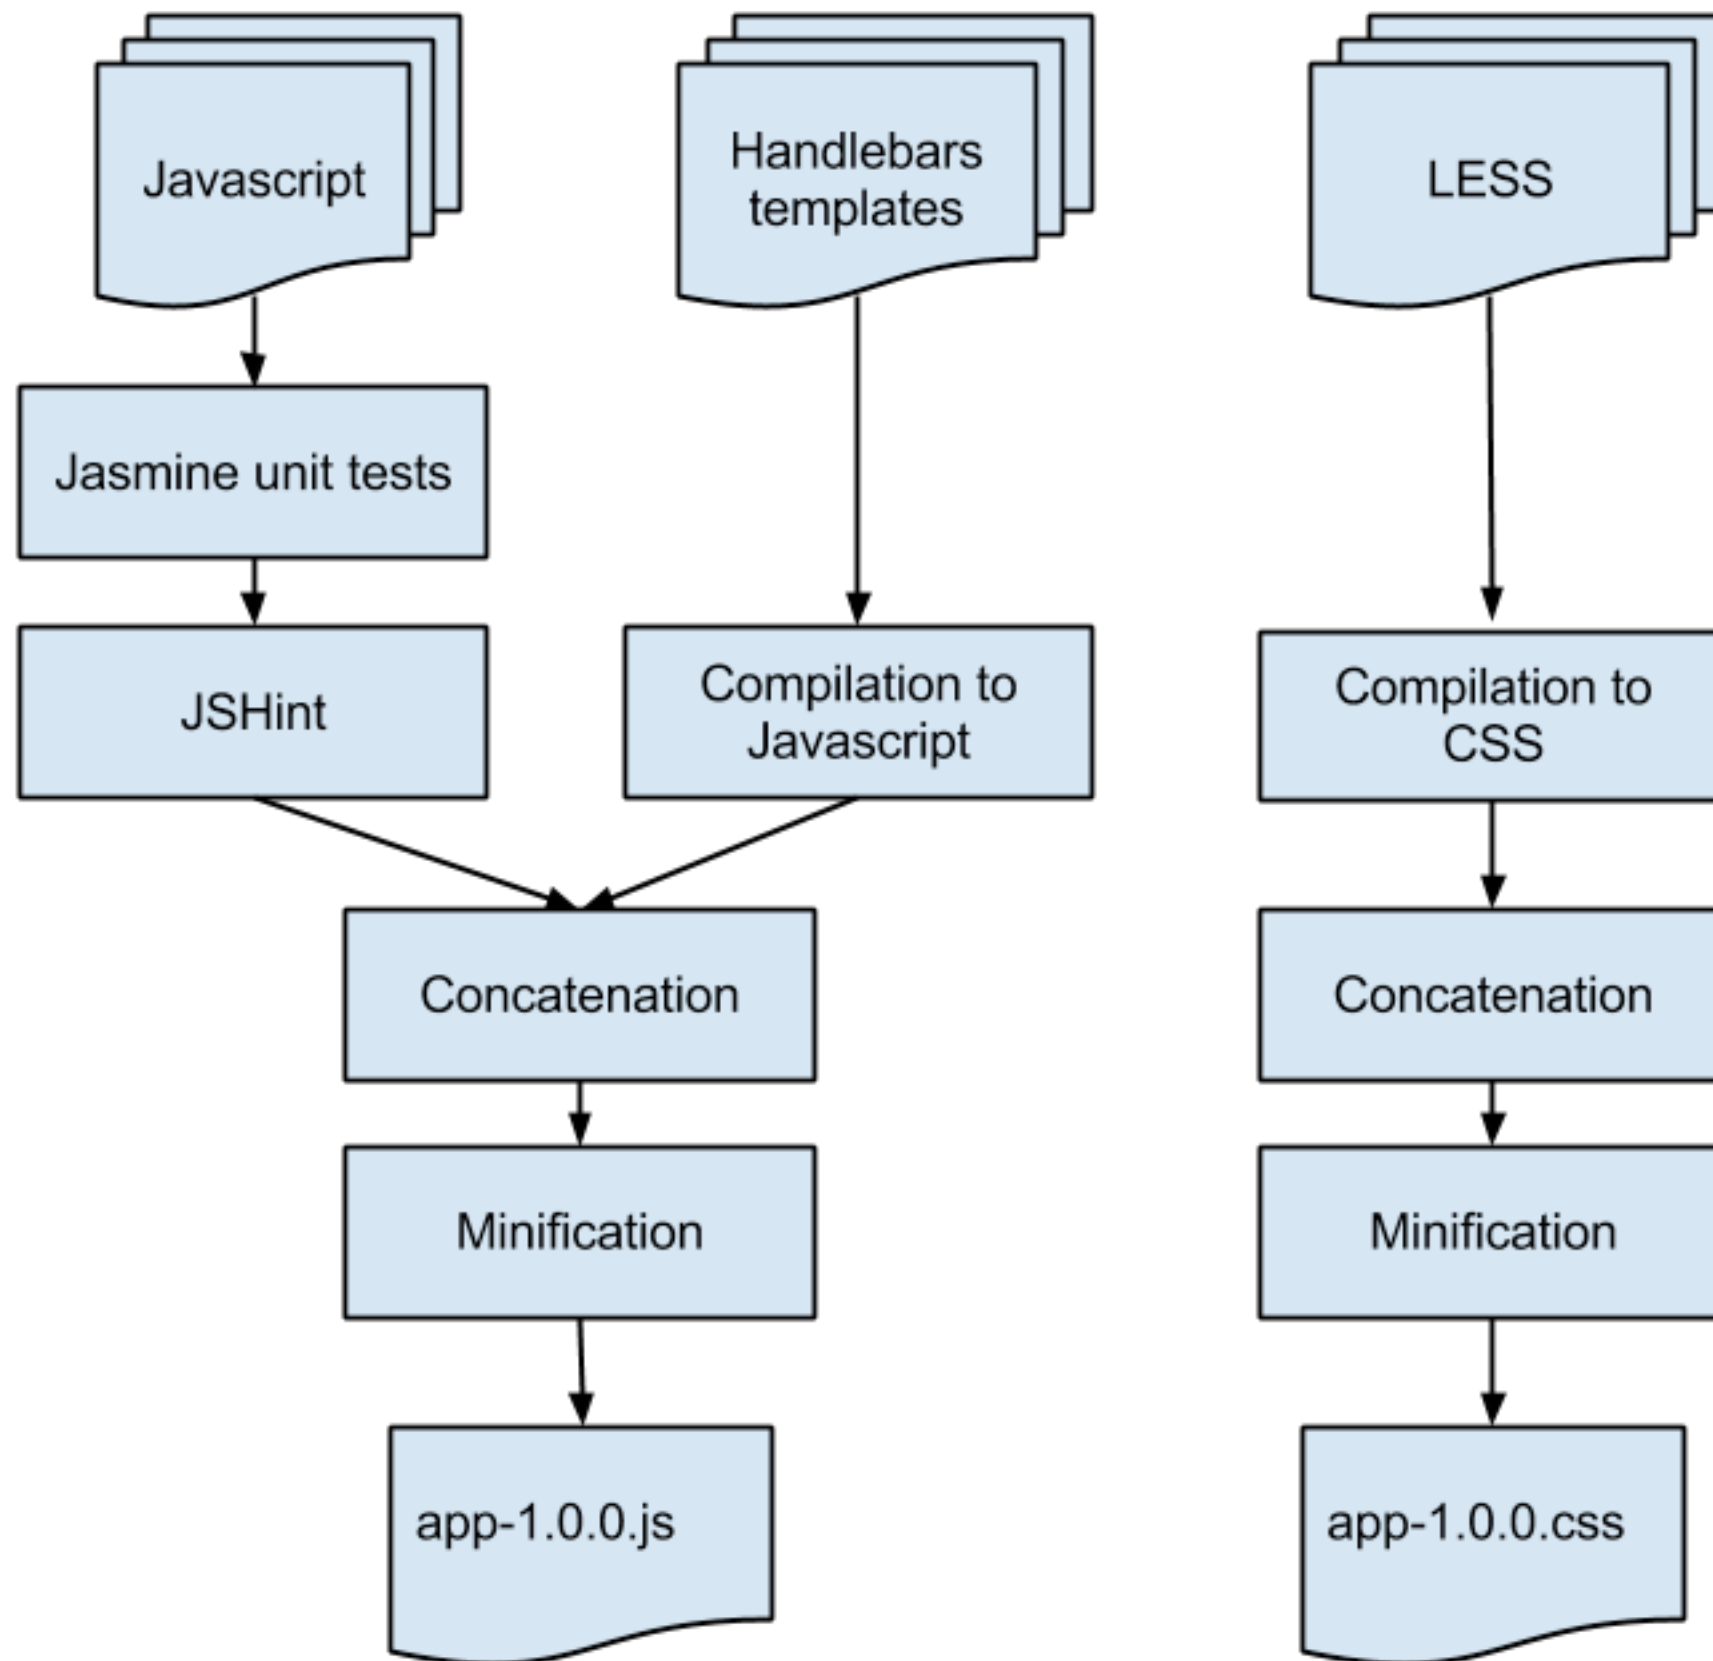 Javascript
Handlebars
templates
LESS
Jasmine unit tests
JSHint
Compilation to
Javascript
Compilation to
CSS
Concatenation
Concatenation
Minification
Minification
app-1.0.0.js
app-1.0.0.css